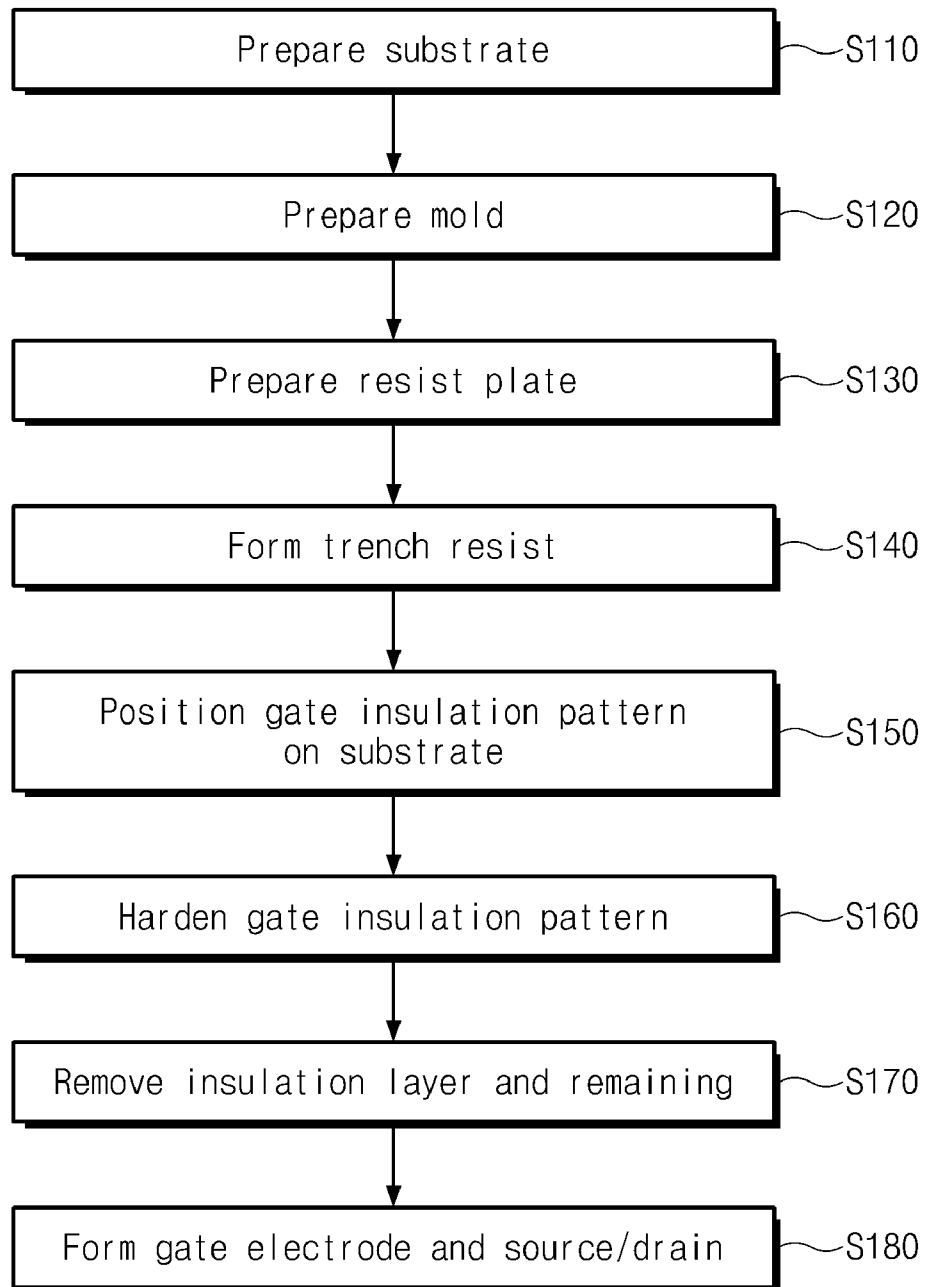 Prepare substrate
S110
Prepare mold
S120
Prepare resist plate
S130
Form trench resist
S140
Position gate insulation pattern
on substrate
S150
Harden gate insulation pattern
S160
Remove insulation layer and remaining
S170
Form gate electrode and source/drain
S180